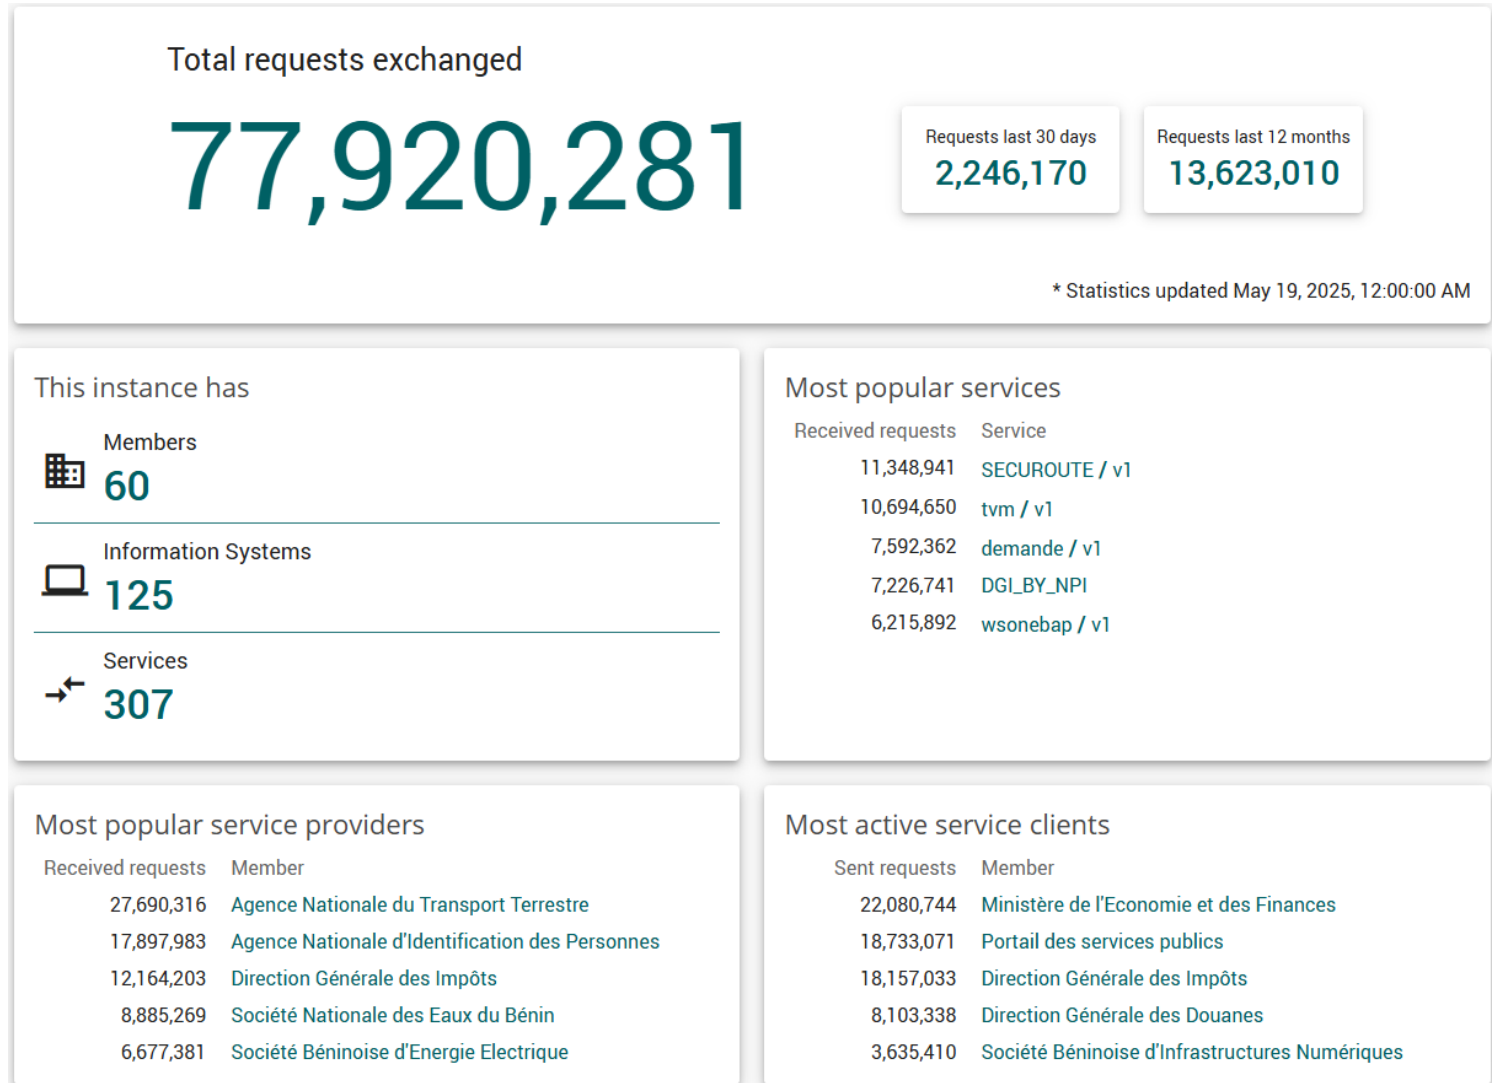 Total requests exchanged
77,920,281
Requests last 30 days
2,246,170
Requests last 12 months
13,623,010
* Statistics updated May 19, 2025, 12:00:00 AM
This instance has
Members
60
Information Systems
125
Services
307
Most popular services
Received requests Service
11,348,941 SECUROUTE / v1
10,694,650 tvm / v1
7,592,362 demande / v1
7,226,741 DGI_BY_NPI
6,215,892 wsonebap / v1
Most popular service providers
Received requests Member
27,690,316 Agence Nationale du Transport Terrestre
17,897,983 Agence Nationale d'Identification des Personnes
12,164,203 Direction Générale des Impôts
8,885,269 Société Nationale des Eaux du Bénin
6,677,381 Société Béninoise d'Energie Electrique
Most active service clients
Sent requests Member
22,080,744 Ministère de l'Economie et des Finances
18,733,071 Portail des services publics
18,157,033 Direction Générale des Impôts
8,103,338 Direction Générale des Douanes
3,635,410 Société Béninoise d'Infrastructures Numériques